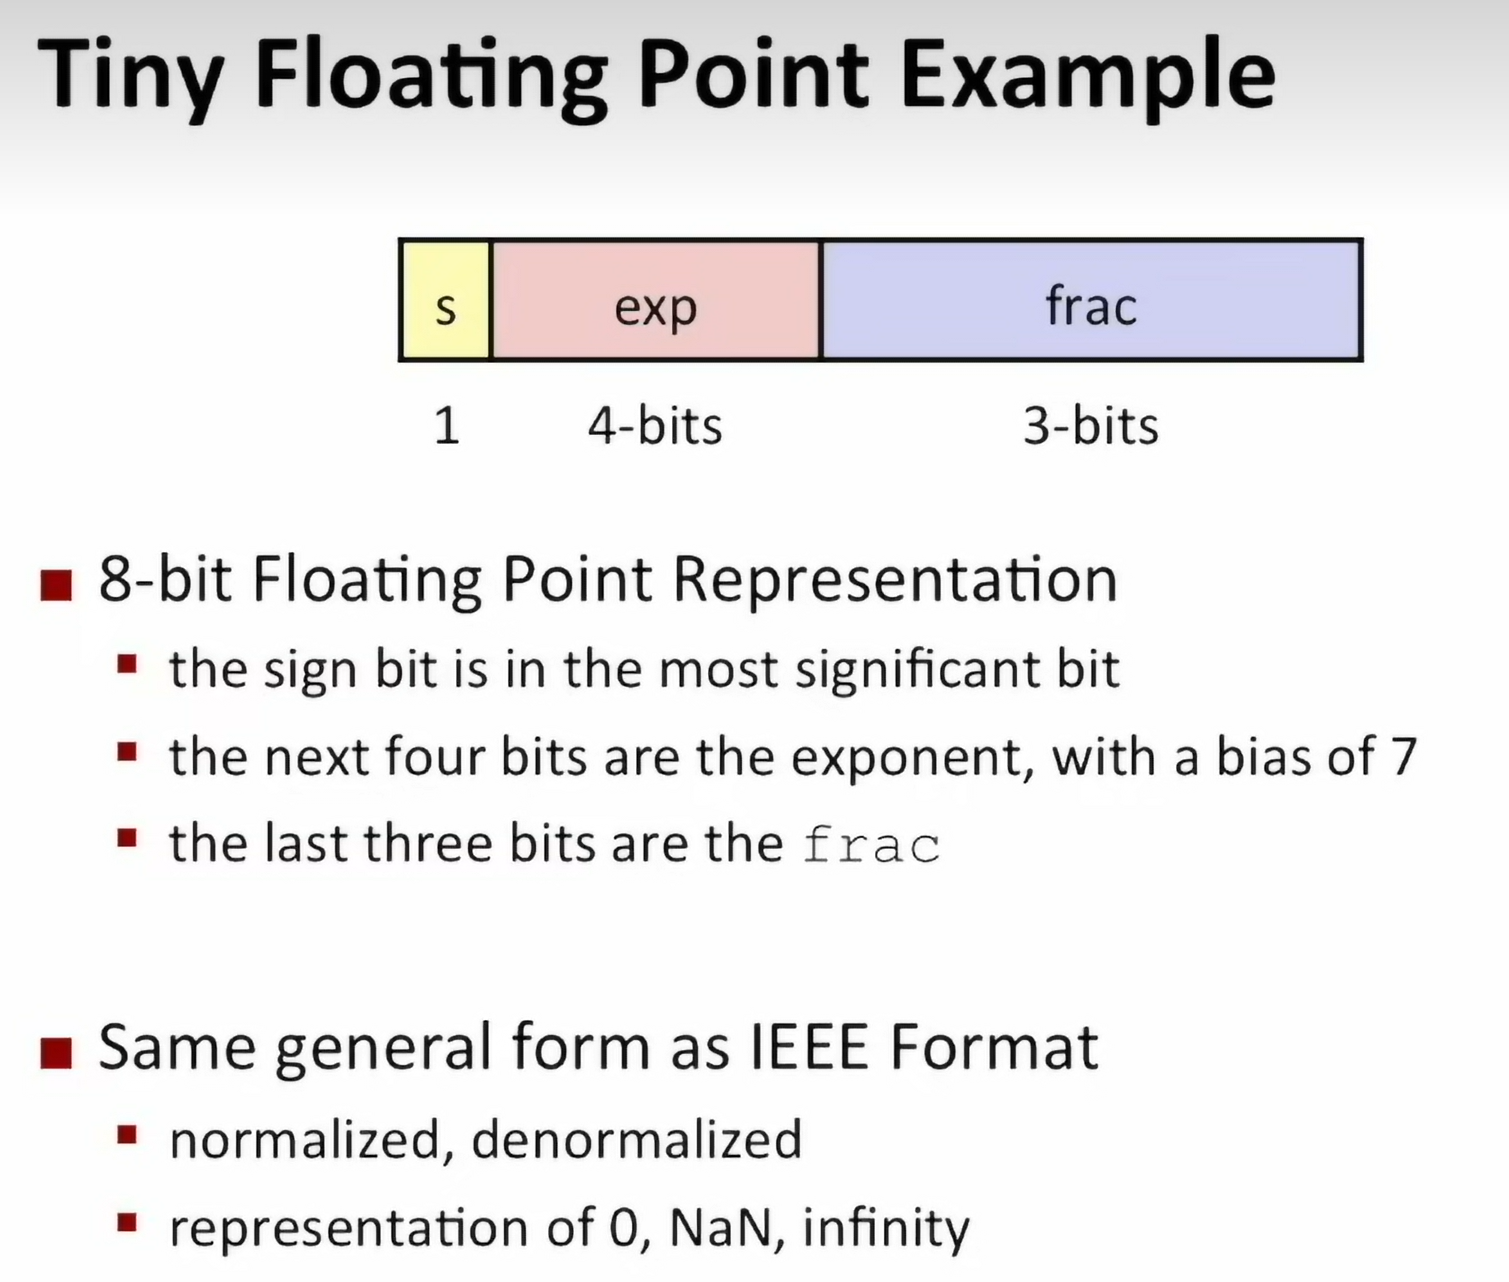 Tiny Floating Point Example
s exp frac
1 4-bits 3-bits
8-bit Floating Point Representation
the sign bit is in the most significant bit
the next four bits are the exponent, with a bias of 7
the last three bits are the frac
Same general form as IEEE Format
normalized, denormalized
representation of 0, NaN, infinity